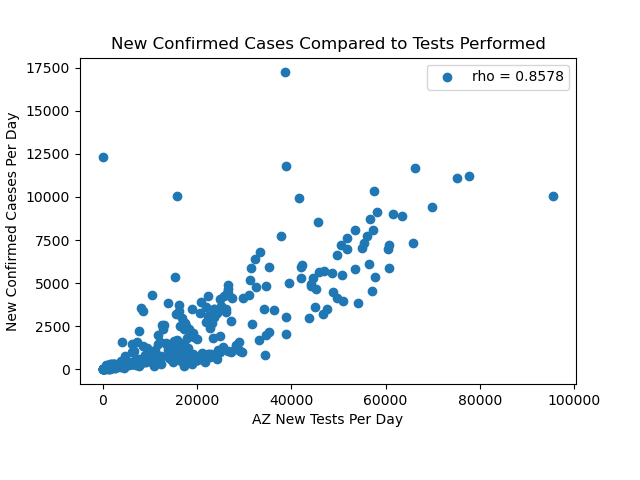 New Confirmed Cases Compared to Tests Performed
rho = 0.8578
17500
15000
12500
10000
7500
5000
2500
0
New Confirmed Caeses Per Day
0 20000 40000 60000 80000 100000
AZ New Tests Per Day